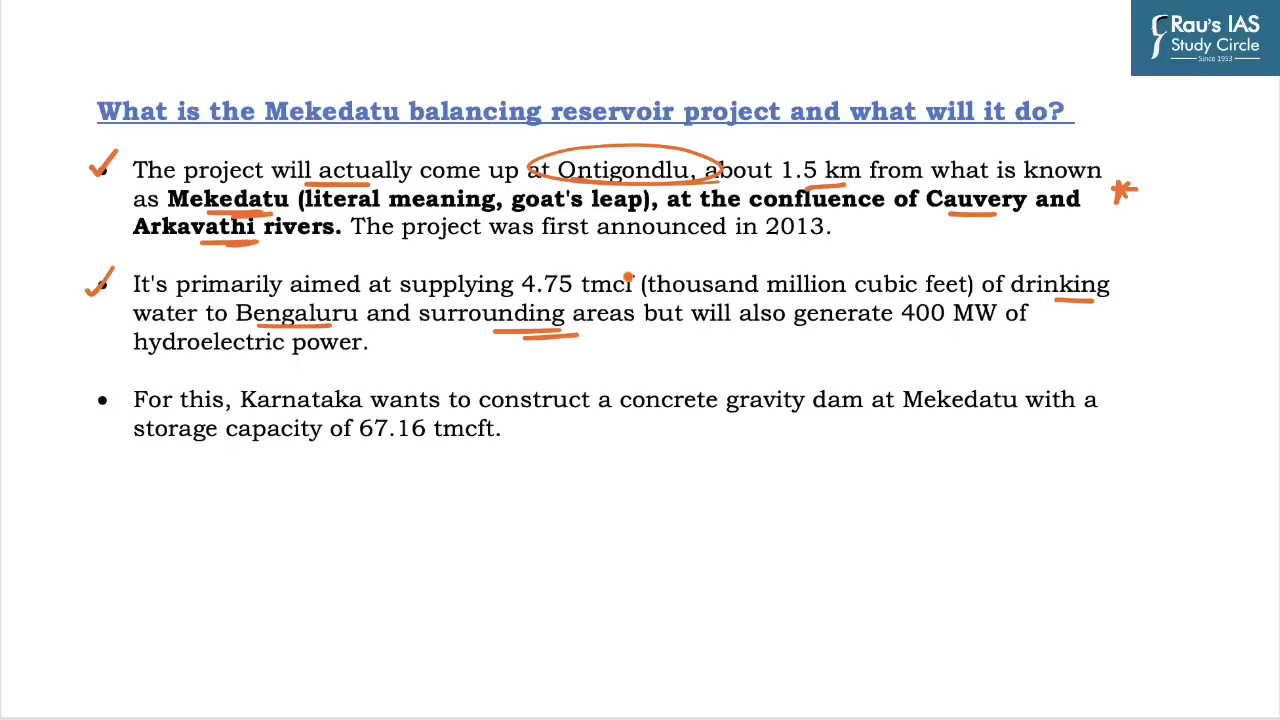 Rau's IAS
Study Circle
Since 1953
What is the Mekedatu balancing reservoir project and what will it do?
The project will actually come up at Ontigondlu, about 1.5 km from what is known
as Mekedatu (literal meaning, goat's leap), at the confluence of Cauvery and
Arkavathi rivers. The project was first announced in 2013.
It's primarily aimed at supplying 4.75 tmcf (thousand million cubic feet) of drinking
water to Bengaluru and surrounding areas but will also generate 400 MW of
hydroelectric power.
• For this, Karnataka wants to construct a concrete gravity dam at Mekedatu with a
storage capacity of 67.16 tmcft.